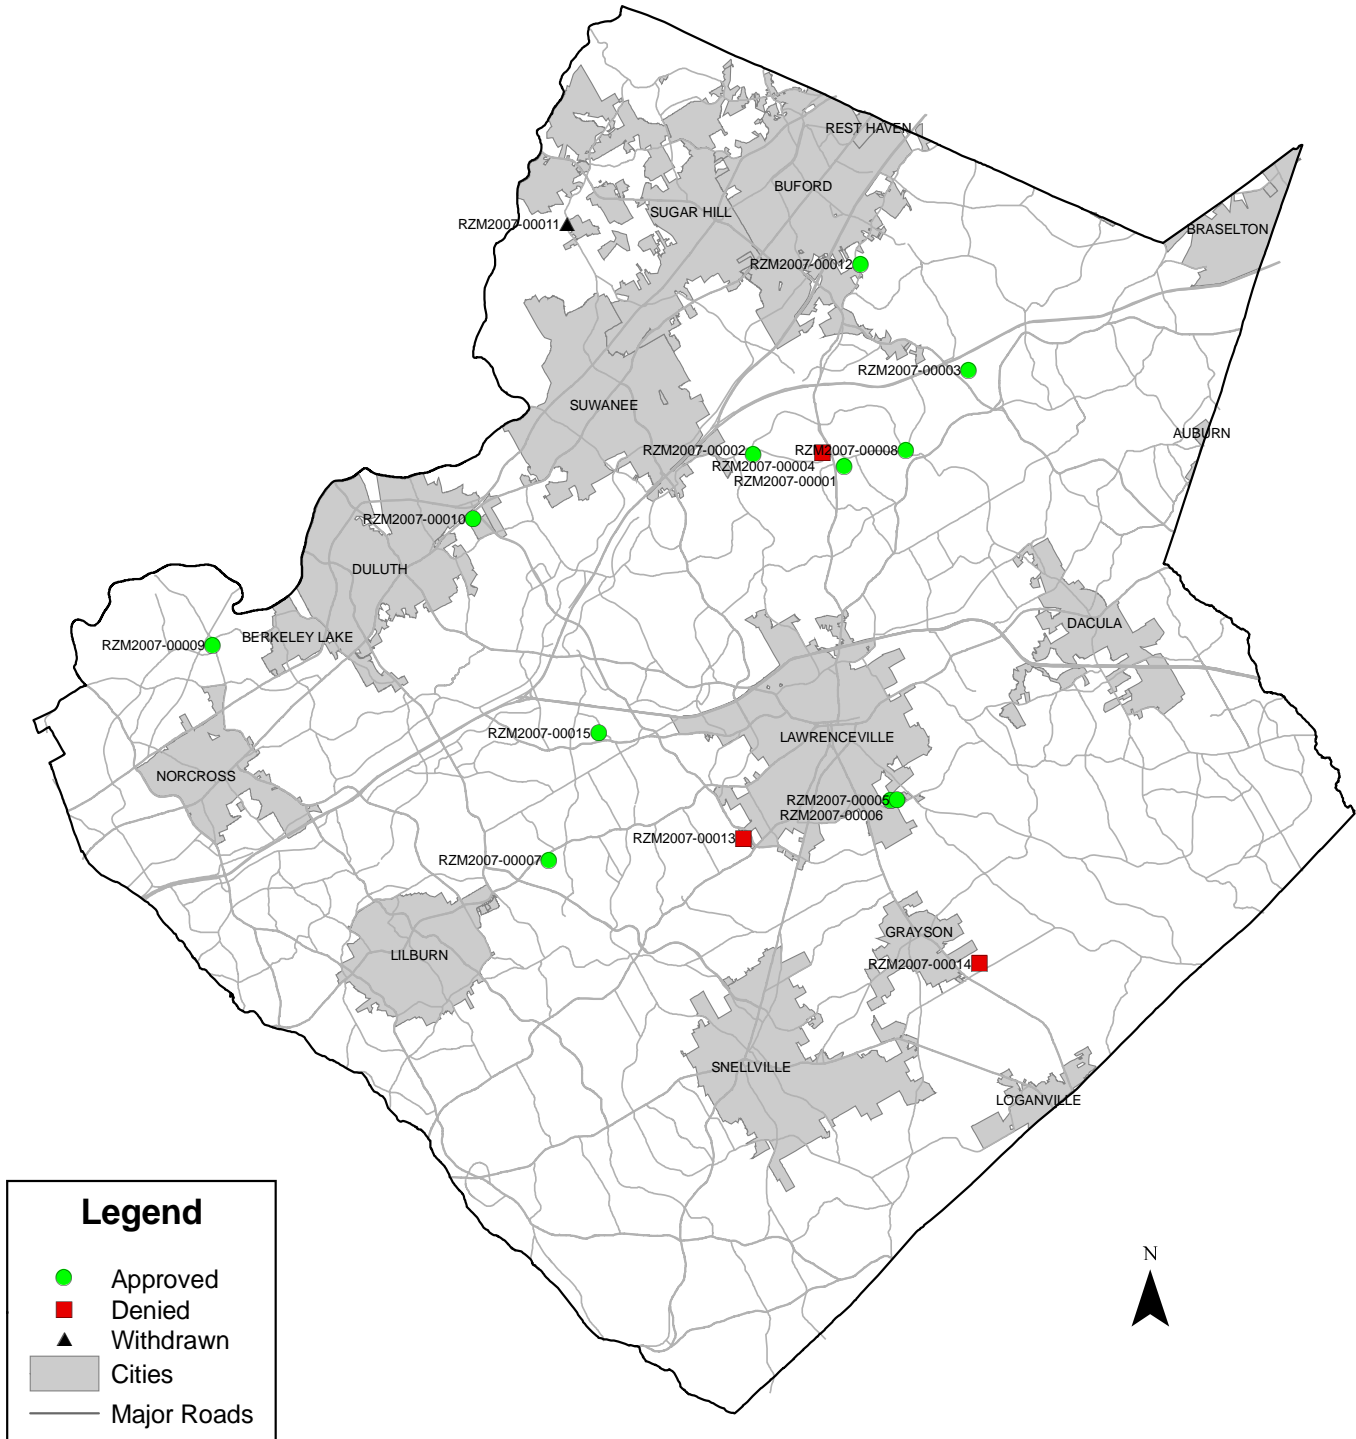 REST HAVEN
BUFORD
SUGAR HILL
RZM2007-00011
BRASELTON
RZM2007-00012
RZM2007-00003
SUWANEE
AUBURN
RZM2007-00002
RZM2007-00008
RZM2007-00004
RZM2007-00001
RZM2007-00010
DULUTH
DACULA
BERKELEY LAKE
RZM2007-00009
RZM2007-00015
LAWRENCEVILLE
NORCROSS
RZM2007-00005
RZM2007-00006
RZM2007-00013
RZM2007-00007
GRAYSON
LILBURN
RZM2007-00014
SNELLVILLE
LOGANVILLE
Legend
Approved
Denied
Withdrawn
Cities
Major Roads
N